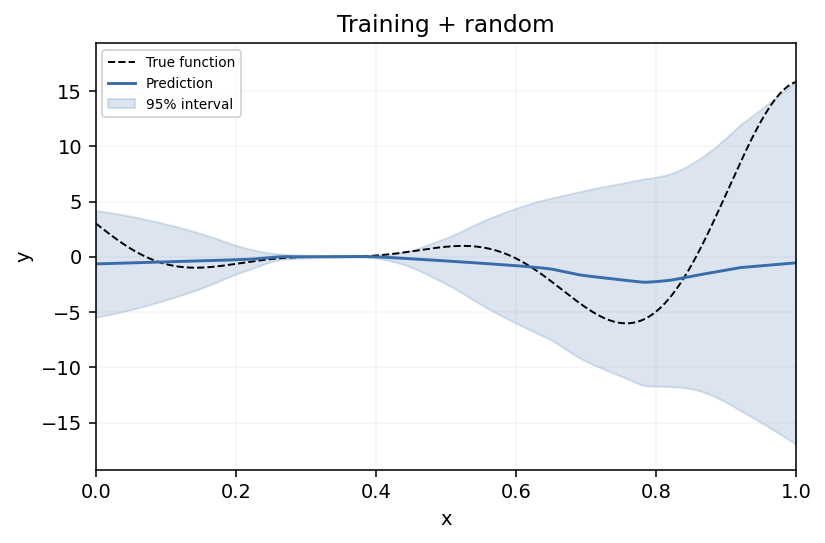 Training + random
True function
Prediction
95% interval
15
10
5
0
−5
−10
−15
y
0.0 0.2 0.4 0.6 0.8 1.0
x